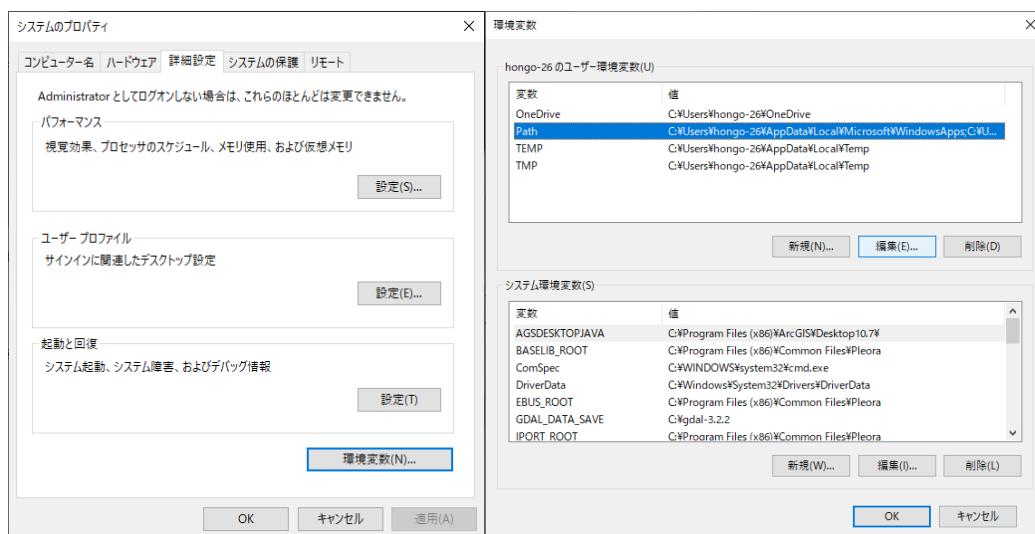 システムのプロパティ
コンピューター名 ハードウェア 詳細設定 システムの保護 リモート
Administrator としてログオンしない場合は、これらのほとんどは変更できません。
パフォーマンス
視覚効果、プロセッサのスケジュール、メモリ使用、および仮想メモリ
設定(S)...
ユーザー プロファイル
サインインに関連したデスクトップ設定
設定(E)...
起動と回復
システム起動、システム障害、およびデバッグ情報
設定(T)
環境変数(N)...
OK キャンセル 適用(A)
環境変数
hongo-26 のユーザー環境変数(U)
変数 値
OneDrive C:¥Users¥hongo-26¥OneDrive
Path C:¥Users¥hongo-26¥AppData¥Local¥Microsoft¥WindowsApps;C:¥U...
TEMP C:¥Users¥hongo-26¥AppData¥Local¥Temp
TMP C:¥Users¥hongo-26¥AppData¥Local¥Temp
新規(N)... 編集(E)... 削除(D)
システム環境変数(S)
変数 値
AGSDESKTOPJAVA C:¥Program Files (x86)¥ArcGIS¥Desktop10.7¥
BASELIB_ROOT C:¥Program Files (x86)¥Common Files¥Pleora
ComSpec C:¥WINDOWS¥system32¥cmd.exe
DriverData C:¥Windows¥System32¥Drivers¥DriverData
EBUS_ROOT C:¥Program Files (x86)¥Common Files¥Pleora
GDAL_DATA_SAVE C:¥gdal-3.2.2
IPORT_ROOT C:¥Program Files (x86)¥Common Files¥Pleora
新規(W)... 編集(I)... 削除(L)
OK キャンセル